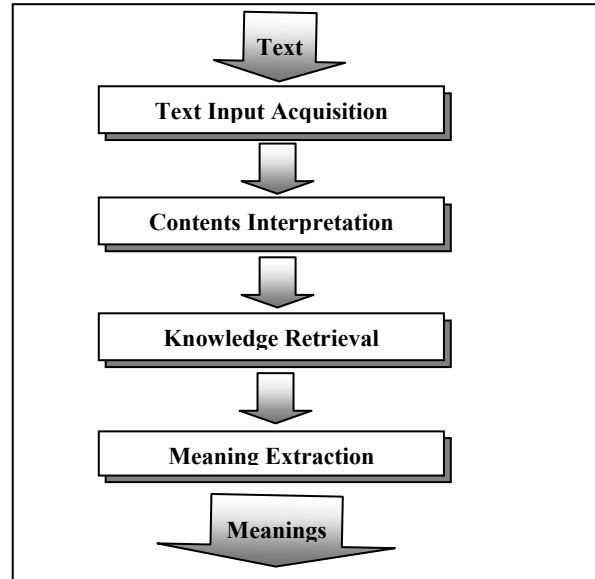 Text
Text Input Acquisition
Contents Interpretation
Knowledge Retrieval
Meaning Extraction
Meanings